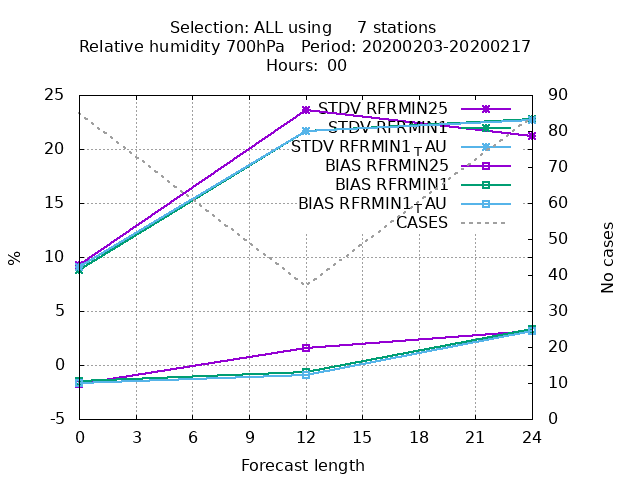 Selection: ALL using     7 stations
Relative humidity 700hPa   Period: 20200203-20200217
Hours: 00
25
20
15
10
5
0
-5
%
90
80
70
60
50
40
30
20
10
0
No cases
STDV RFRMIN25
STDV RFRMIN1
STDV RFRMIN1┬AU
BIAS RFRMIN25
BIAS RFRMIN1
BIAS RFRMIN1┬AU
CASES
0 3 6 9 12 15 18 21 24
Forecast length